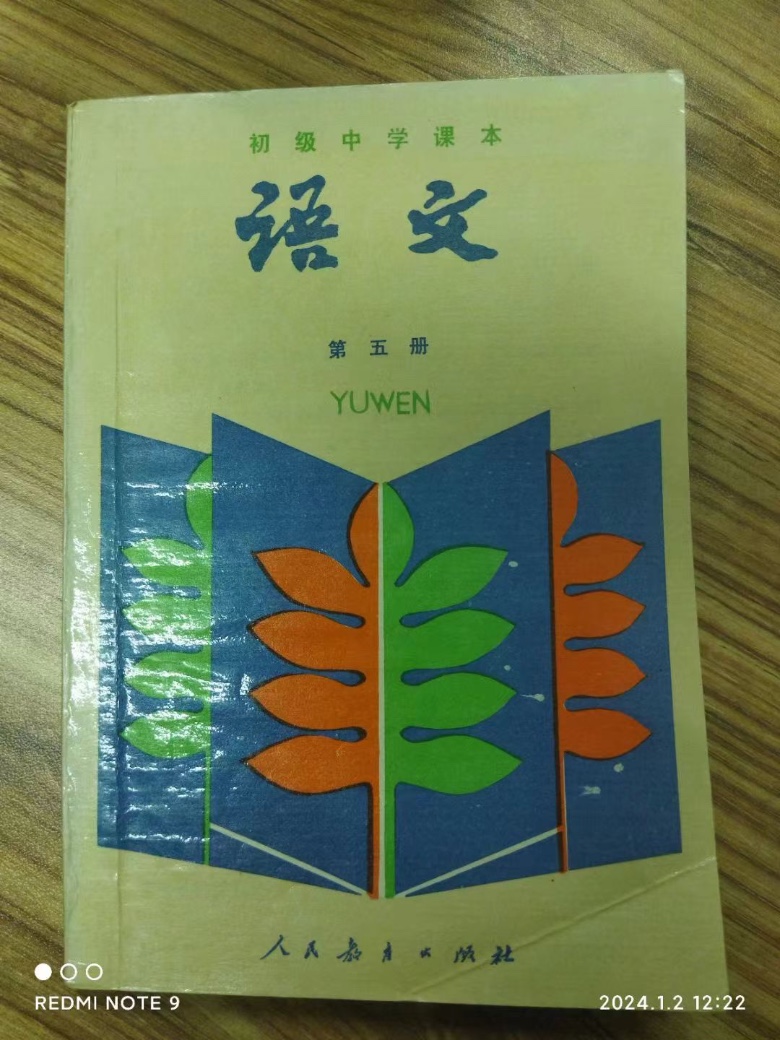 初级中学课本
语文
第五册
YUWEN
人民教育出版社
REDMI NOTE 9
2024.1.2 12:22